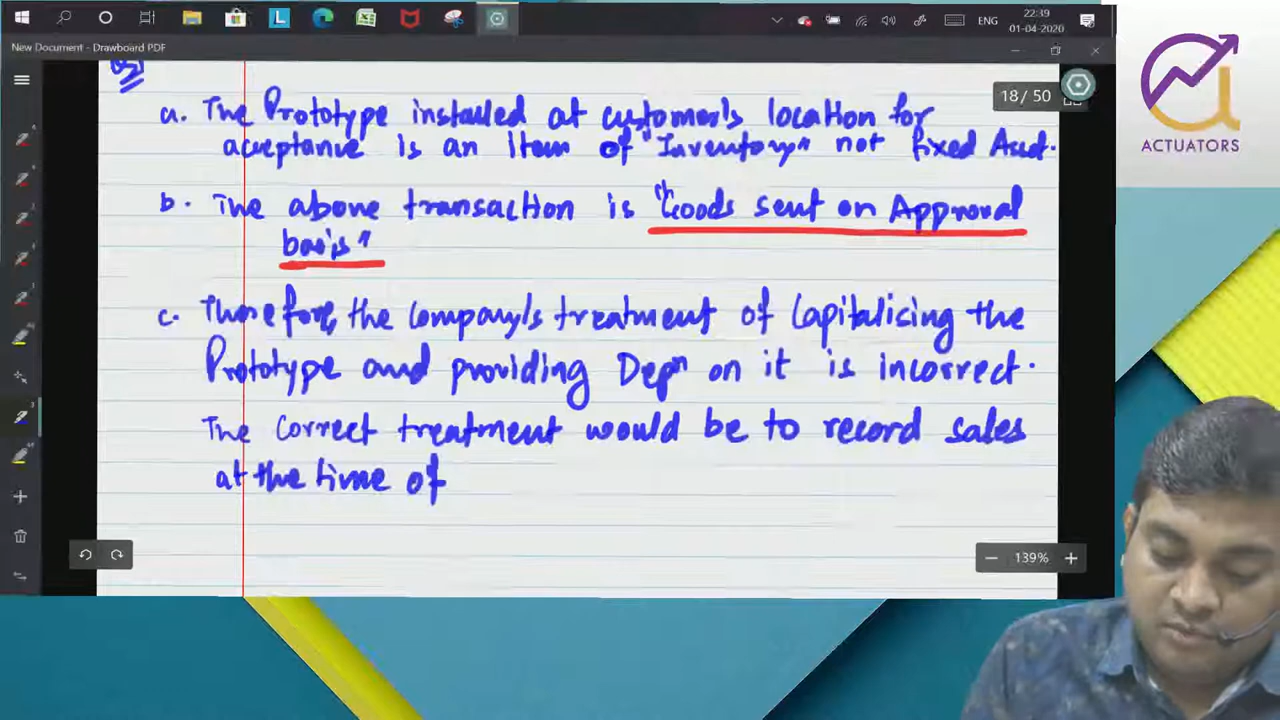 ENG
22:39
01-04-2020
New Document - Drawboard PDF
18 / 50
ACTUATORS
a. The Prototype installed at customer's location for
acceptance is an item of "Inventory" not fixed Asset.
b. The above transaction is "Goods sent on Approval
basis"
c. Therefore, the company's treatment of Capitalising the
Prototype and providing Depn on it is incorrect.
The correct treatment would be to record sales
at the time of
139%